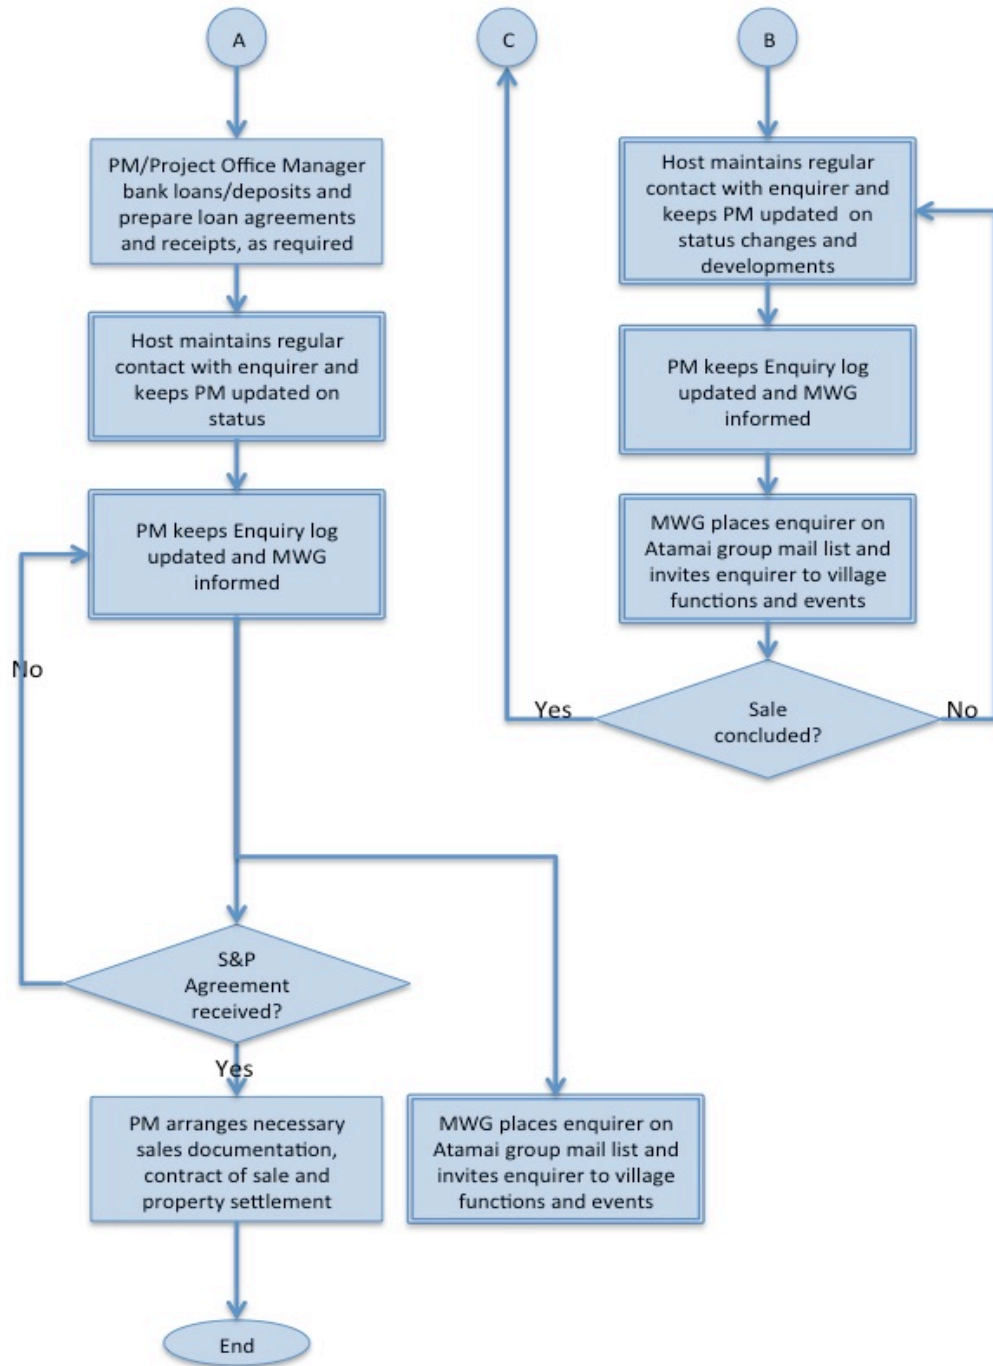 A
C
B
PM/Project Office Manager
bank loans/deposits and
prepare loan agreements
and receipts, as required
Host maintains regular
contact with enquirer and
keeps PM updated on
status
PM keeps Enquiry log
updated and MWG
informed
No
S&P
Agreement
received?
Yes
PM arranges necessary
sales documentation,
contract of sale and
property settlement
End
MWG places enquirer on
Atamai group mail list and
invites enquirer to village
functions and events
Host maintains regular
contact with enquirer and
keeps PM updated on
status changes and
developments
PM keeps Enquiry log
updated and MWG
informed
MWG places enquirer on
Atamai group mail list and
invites enquirer to village
functions and events
Yes
Sale
concluded?
No